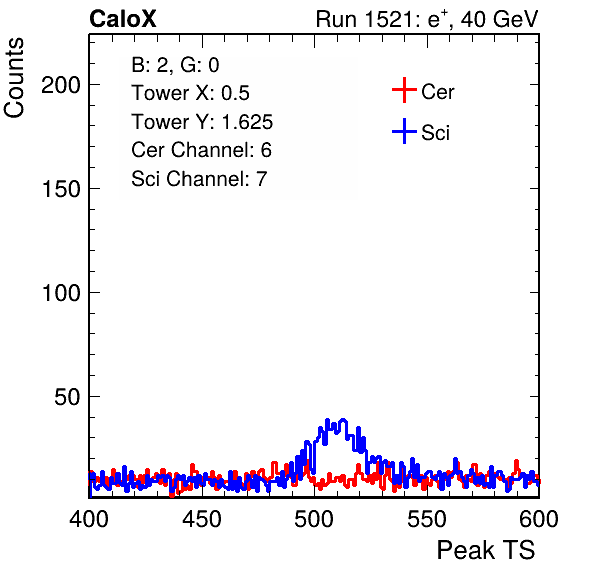 CaloX
Run 1521: e+, 40 GeV
B: 2, G: 0
Tower X: 0.5
Tower Y: 1.625
Cer Channel: 6
Sci Channel: 7
Cer
Sci
Counts
200
150
100
50
400
450
500
550
600
Peak TS